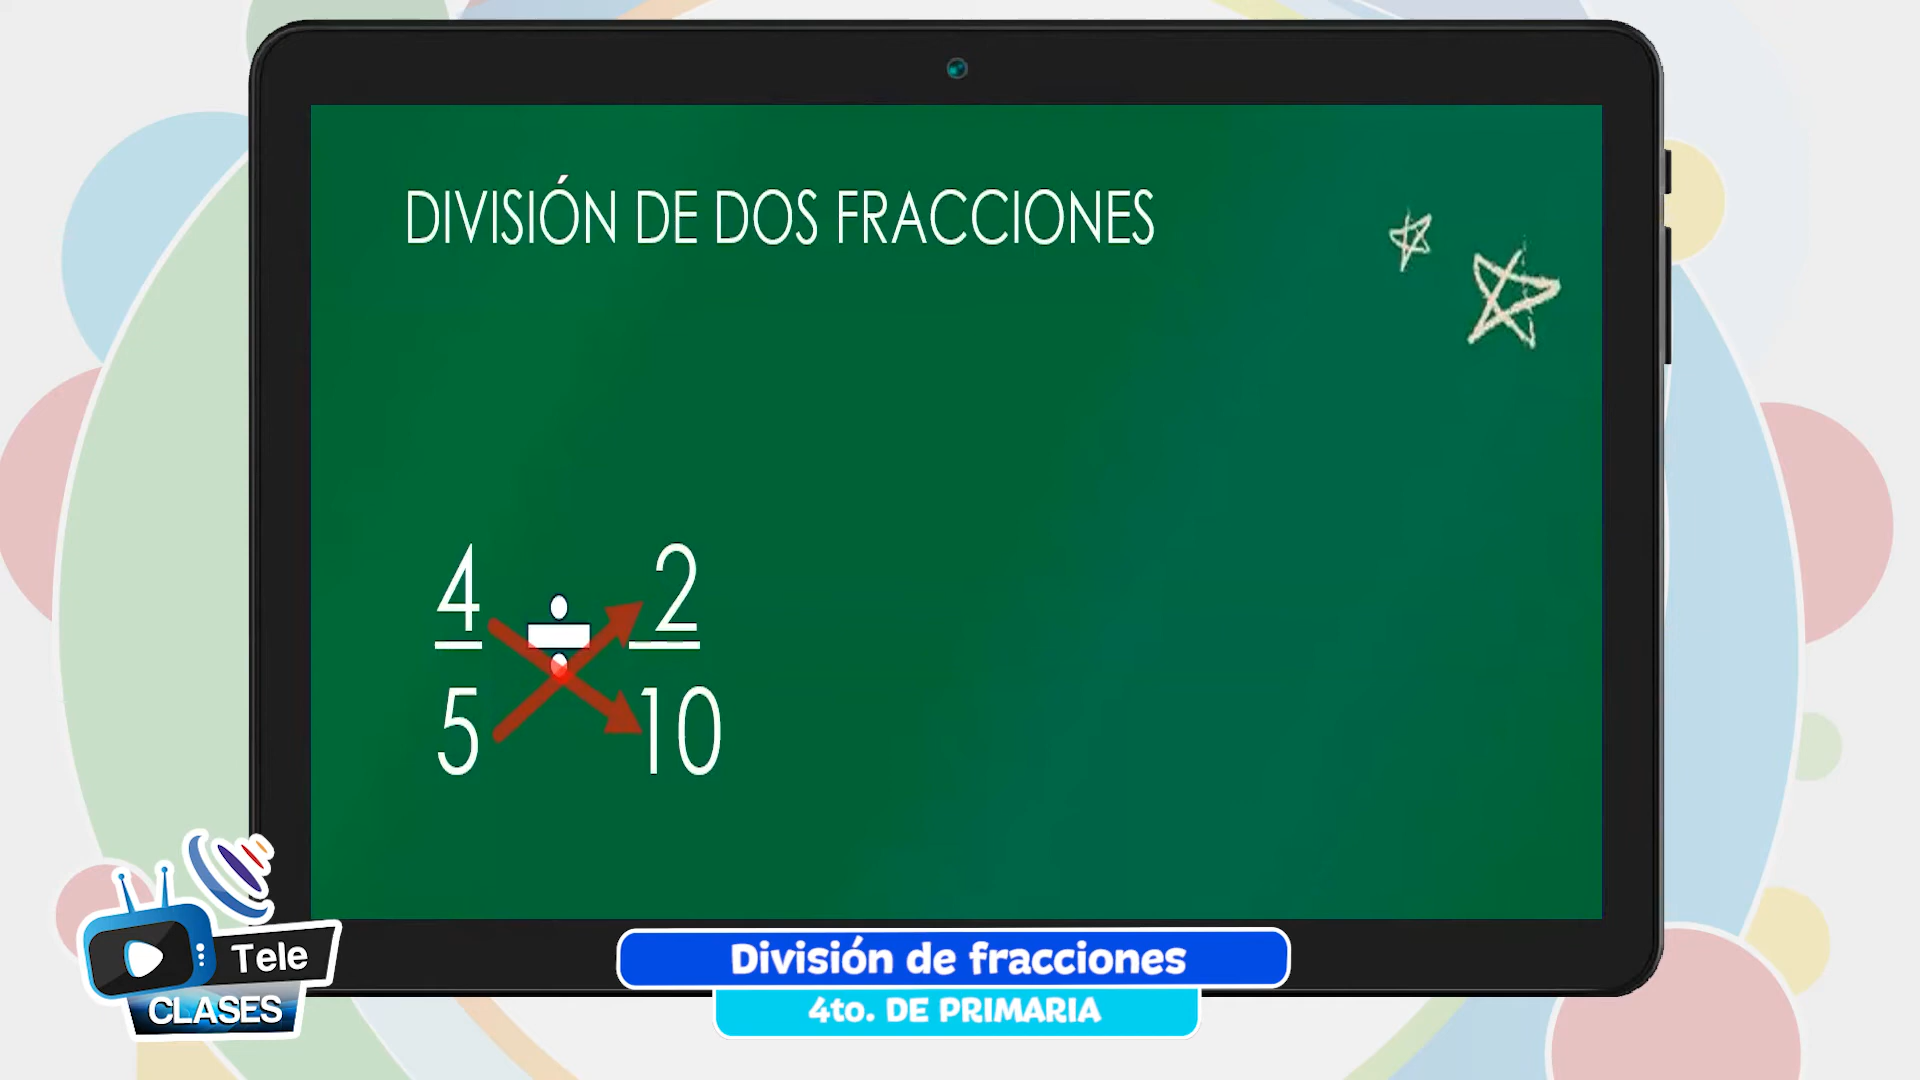 DIVISIÓN DE DOS FRACCIONES
4 ÷ 2
5 10
Tele
CLASES
División de fracciones
4to. DE PRIMARIA